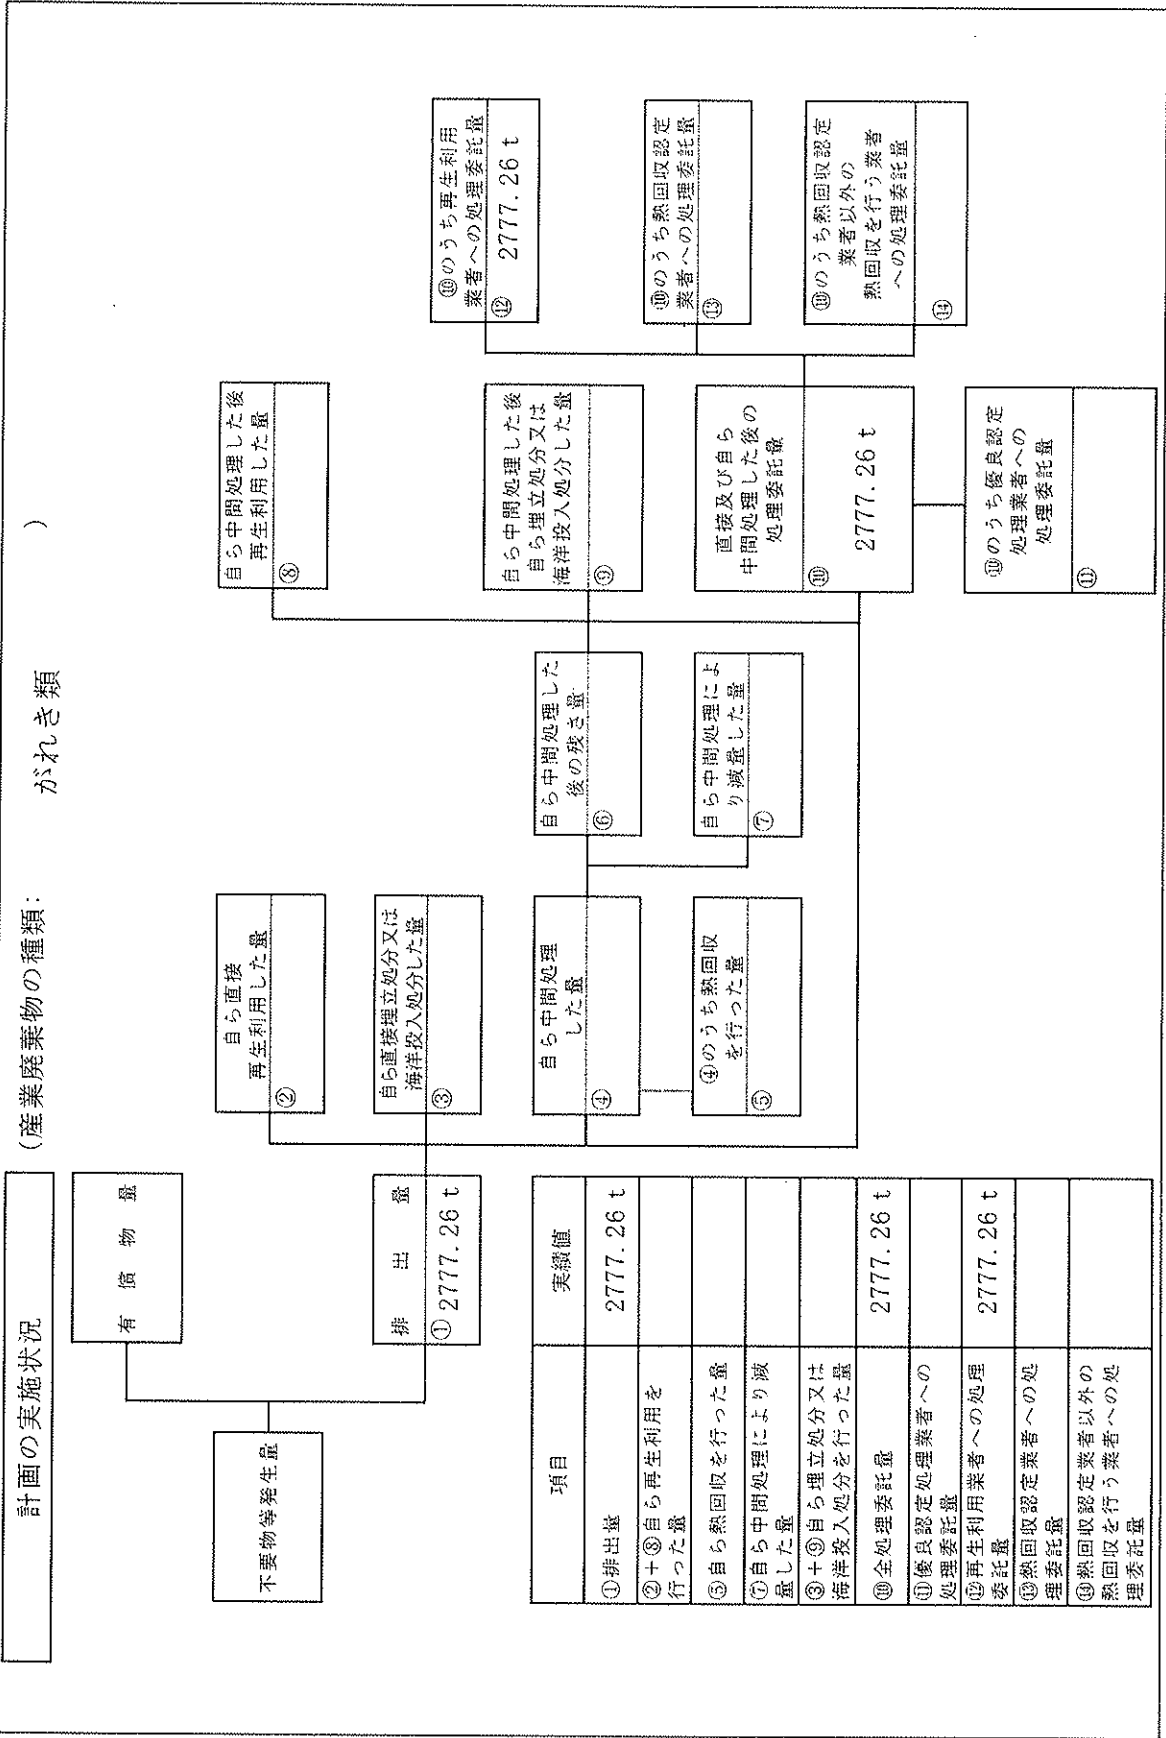 計画の実施状況
(産業廃棄物の種類: がれき類 )
不要物等発生量
有償物量
排出量
① 2777.26 t
自ら直接
再生利用した量
②
自ら直接埋立処分又は
海洋投入処分した量
③
自ら中間処理
した量
④
④のうち熱回収
を行った量
⑤
自ら中間処理した
後の残さ量
⑥
自ら中間処理によ
り減量した量
⑦
自ら中間処理した後
再生利用した量
⑧
自ら中間処理した後
自ら埋立処分又は
海洋投入処分した量
⑨
直接及び自ら
中間処理した後の
処理委託量
⑩
2777.26 t
⑩のうち優良認定
処理業者への
処理委託量
⑪
⑩のうち再生利用
業者への処理委託量
⑫ 2777.26 t
⑩のうち熱回収認定
業者への処理委託量
⑬
⑩のうち熱回収認定
業者以外の
熱回収を行う業者
への処理委託量
⑭
項目 実績値
①排出量 2777.26 t
②+⑧自ら再生利用を
行った量
⑤自ら熱回収を行った量
⑦自ら中間処理により減
量した量
③+⑨自ら埋立処分又は
海洋投入処分を行った量
⑩全処理委託量 2777.26 t
⑪優良認定処理業者への
処理委託量
⑫再生利用業者への処理
委託量 2777.26 t
⑬熱回収認定業者への処
理委託量
⑭熱回収認定業者以外の
熱回収を行う業者への処
理委託量